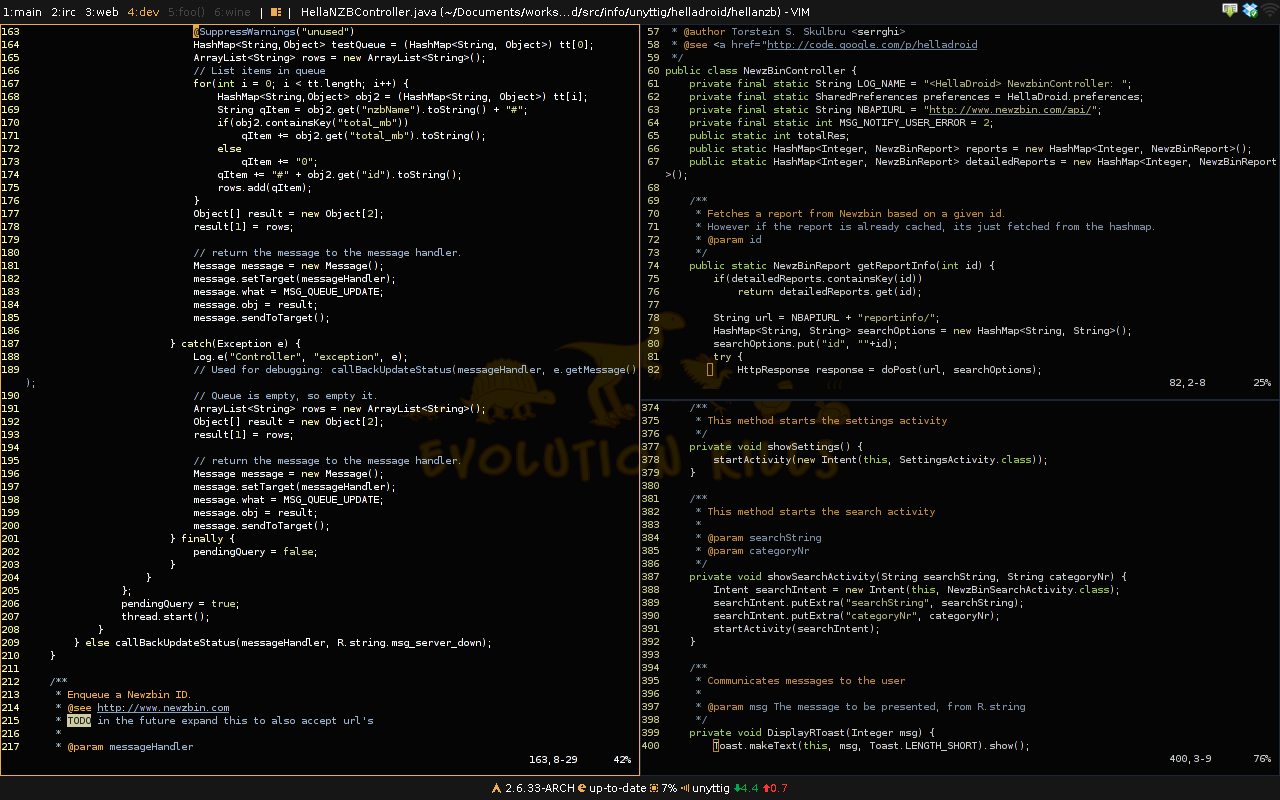 1:main 2:irc 3:web 4:dev 5:foo() 6:wine | | HellaNZBController.java (~/Documents/works...d/src/info/unyttig/helladroid/hellanzb) - VIM
163 @SuppressWarnings("unused")
164 HashMap<String,Object> testQueue = (HashMap<String, Object>) tt[0];
165 ArrayList<String> rows = new ArrayList<String>();
166 // List items in queue
167 for(int i = 0; i < tt.length; i++) {
168 HashMap<String,Object> obj2 = (HashMap<String, Object>) tt[i];
169 String qItem = obj2.get("nzbName").toString() + "#";
170 if(obj2.containsKey("total_mb"))
171 qItem += obj2.get("total_mb").toString();
172 else
173 qItem += "0";
174 qItem += "#" + obj2.get("id").toString();
175 rows.add(qItem);
176 }
177 Object[] result = new Object[2];
178 result[1] = rows;
179
180 // return the message to the message handler.
181 Message message = new Message();
182 message.setTarget(messageHandler);
183 message.what = MSG_QUEUE_UPDATE;
184 message.obj = result;
185 message.sendToTarget();
186
187 } catch(Exception e) {
188 Log.e("Controller", "exception", e);
189 // Used for debugging: callBackUpdateStatus(messageHandler, e.getMessage()
);
190 // Queue is empty, so empty it.
191 ArrayList<String> rows = new ArrayList<String>();
192 Object[] result = new Object[2];
193 result[1] = rows;
194
195 // return the message to the message handler.
196 Message message = new Message();
197 message.setTarget(messageHandler);
198 message.what = MSG_QUEUE_UPDATE;
199 message.obj = result;
200 message.sendToTarget();
201 } finally {
202 pendingQuery = false;
203 }
204 }
205 };
206 pendingQuery = true;
207 thread.start();
208 }
209 } else callBackUpdateStatus(messageHandler, R.string.msg_server_down);
210 }
211
212 /**
213 * Enqueue a Newzbin ID.
214 * @see http://www.newzbin.com
215 * TODO in the future expand this to also accept url's
216 *
217 * @param messageHandler
163,8-29 42%
57 * @author Torstein S. Skulbru <serrghi>
58 * @see <a href="http://code.google.com/p/helladroid
59 */
60 public class NewzBinController {
61 private final static String LOG_NAME = "<HellaDroid> NewzbinController: ";
62 private final static SharedPreferences preferences = HellaDroid.preferences;
63 private final static String NBAPIURL = "http://www.newzbin.com/api/";
64 private final static int MSG_NOTIFY_USER_ERROR = 2;
65 public static int totalRes;
66 public static HashMap<Integer, NewzBinReport> reports = new HashMap<Integer, NewzBinReport>();
67 public static HashMap<Integer, NewzBinReport> detailedReports = new HashMap<Integer, NewzBinReport
>();
68
69 /**
70 * Fetches a report from Newzbin based on a given id.
71 * However if the report is already cached, its just fetched from the hashmap.
72 * @param id
73 */
74 public static NewzBinReport getReportInfo(int id) {
75 if(detailedReports.containsKey(id))
76 return detailedReports.get(id);
77
78 String url = NBAPIURL + "reportinfo/";
79 HashMap<String, String> searchOptions = new HashMap<String, String>();
80 searchOptions.put("id", ""+id);
81 try {
82 HttpResponse response = doPost(url, searchOptions);
82,2-8 25%
374 /**
375 * This method starts the settings activity
376 */
377 private void showSettings() {
378 startActivity(new Intent(this, SettingsActivity.class));
379 }
380
381 /**
382 * This method starts the search activity
383 *
384 * @param searchString
385 * @param categoryNr
386 */
387 private void showSearchActivity(String searchString, String categoryNr) {
388 Intent searchIntent = new Intent(this, NewzBinSearchActivity.class);
389 searchIntent.putExtra("searchString", searchString);
390 searchIntent.putExtra("categoryNr", categoryNr);
391 startActivity(searchIntent);
392 }
393
394 /**
395 * Communicates messages to the user
396 *
397 * @param msg The message to be presented, from R.string
398 */
399 private void DisplayRToast(Integer msg) {
400 Toast.makeText(this, msg, Toast.LENGTH_SHORT).show();
400,3-9 76%
EVOLUTION KILLS
2.6.33-ARCH up-to-date 7% unyttig 4.4 0.7